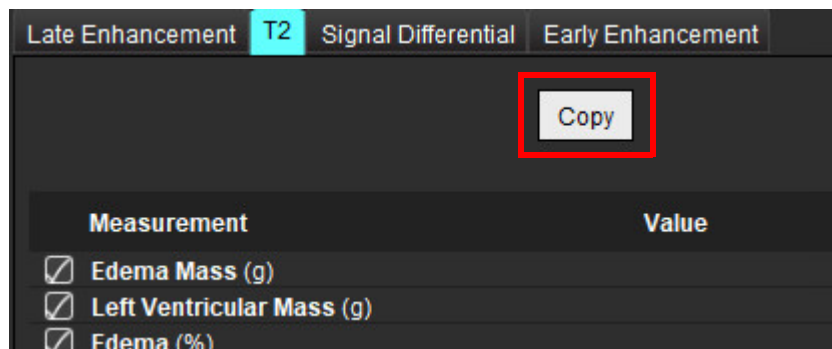 Late Enhancement T2 Signal Differential Early Enhancement
Copy
Measurement Value
Edema Mass (g)
Left Ventricular Mass (g)
Edema (%)